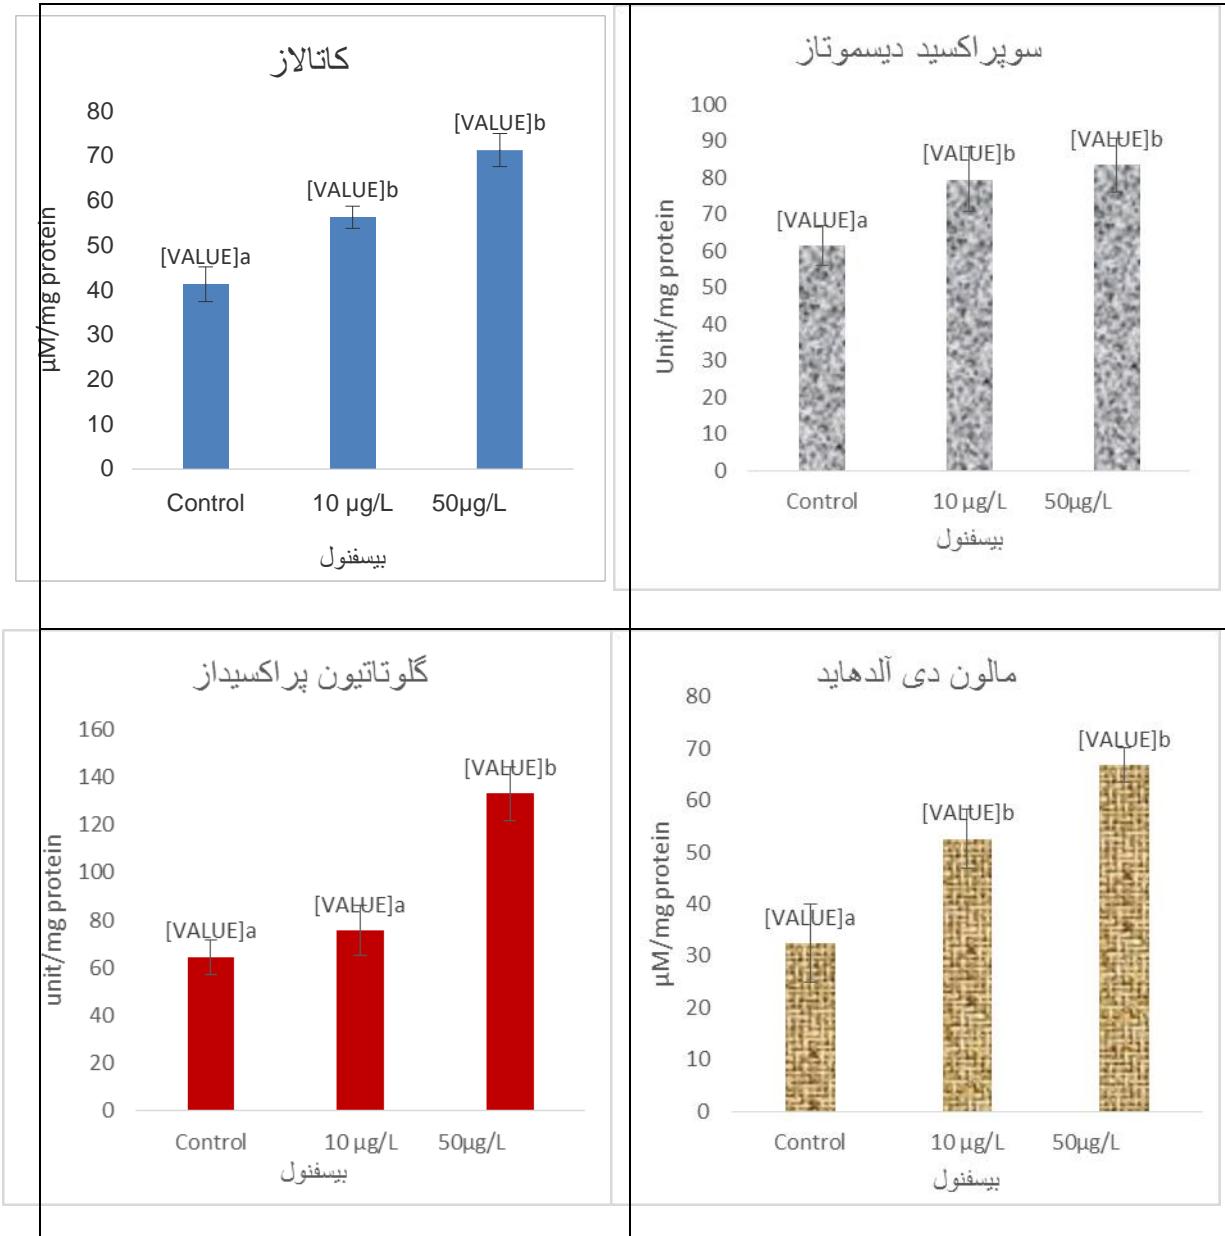 کاتالاز
80
70
60
50
40
30
20
10
0
µM/mg protein
[VALUE]a
[VALUE]b
[VALUE]b
Control
10 µg/L
50µg/L
بیسفنول
سوپراکسید دیسموتاز
100
90
80
70
60
50
40
30
20
10
0
Unit/mg protein
[VALUE]a
[VALUE]b
[VALUE]b
Control
10 µg/L
50µg/L
بیسفنول
گلوتاتیون پراکسیداز
160
140
120
100
80
60
40
20
0
unit/mg protein
[VALUE]a
[VALUE]a
[VALUE]b
Control
10 µg/L
50µg/L
بیسفنول
مالون دی آلدهاید
80
70
60
50
40
30
20
10
0
µM/mg protein
[VALUE]a
[VALUE]b
[VALUE]b
Control
10 µg/L
50µg/L
بیسفنول